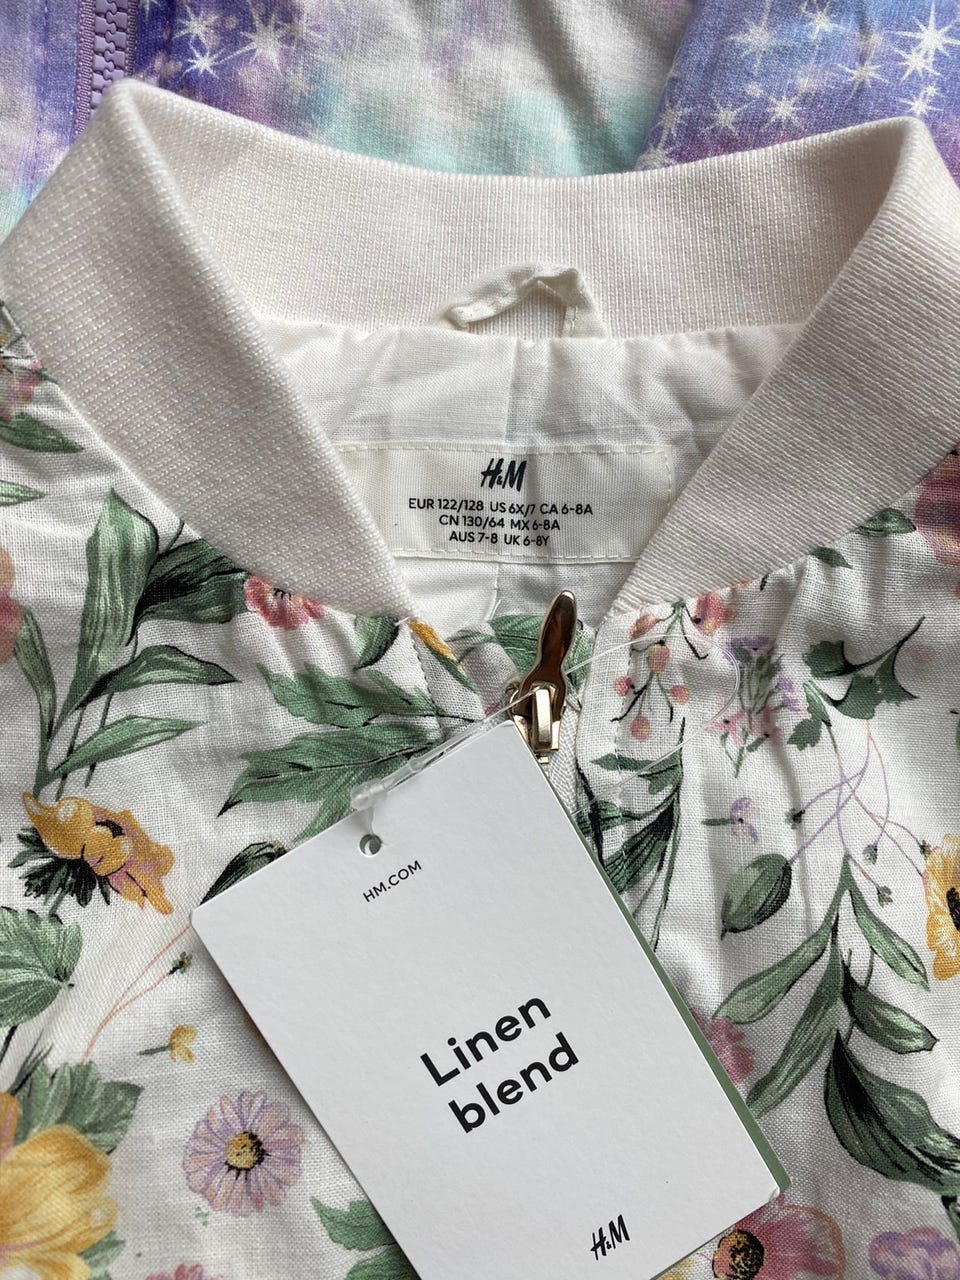 H&M
EUR 122/128 US 6X/7 CA 6-8A
CN 130/64 MX 6-8A
AUS 7-8 UK 6-8Y
HM.COM
Linen
blend
H&M